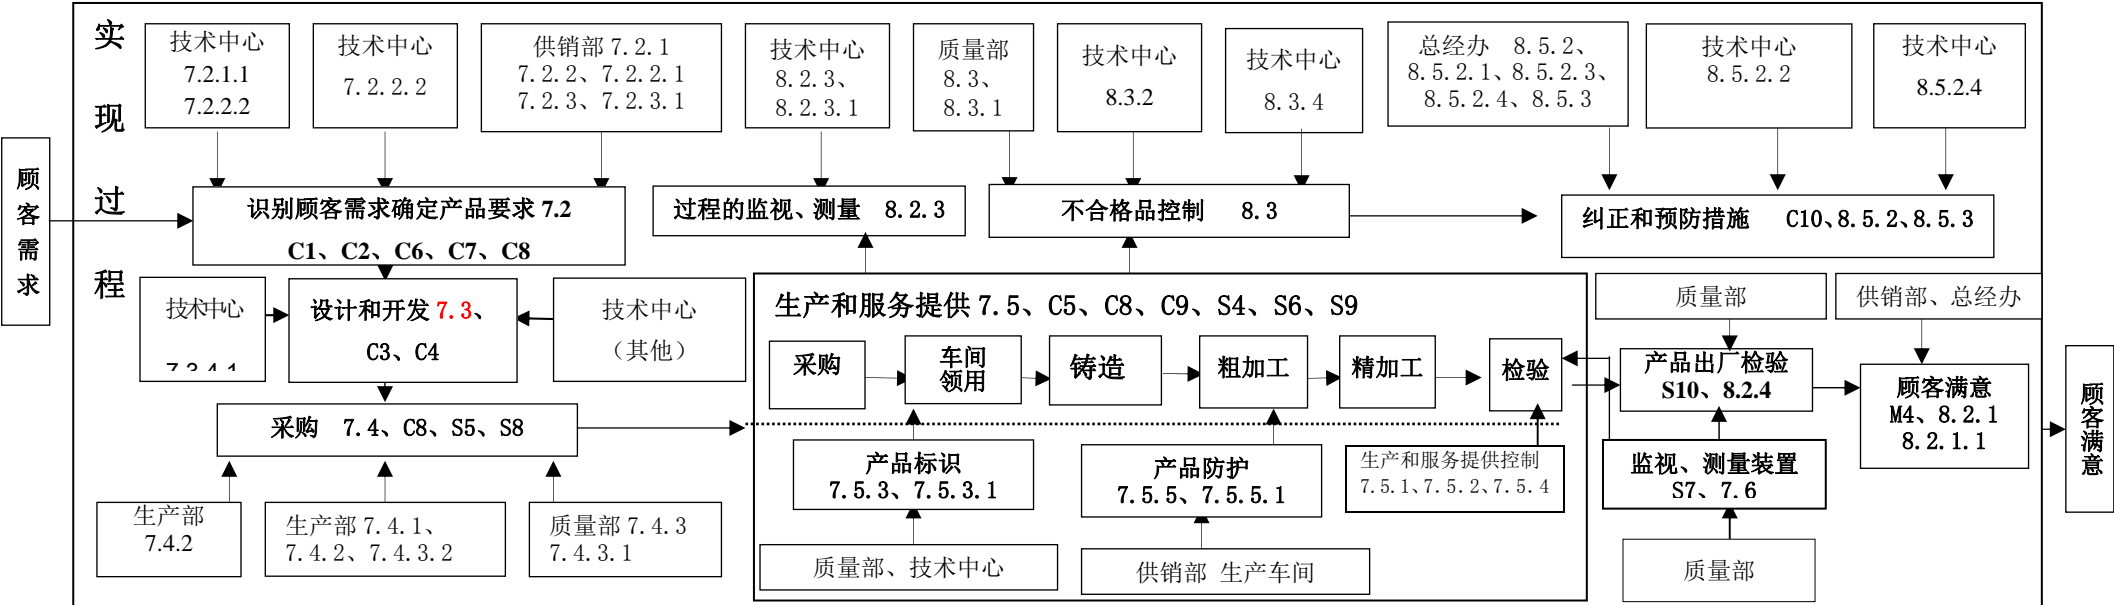 实
现
过
程
顾
客
需
求
技术中心
7.2.1.1
7.2.2.2
技术中心
7.2.2.2
供销部 7.2.1
7.2.2、7.2.2.1
7.2.3、7.2.3.1
技术中心
8.2.3、
8.2.3.1
质量部
8.3、
8.3.1
技术中心
8.3.2
技术中心
8.3.4
总经办 8.5.2、
8.5.2.1、8.5.2.3、
8.5.2.4、8.5.3
技术中心
8.5.2.2
技术中心
8.5.2.4
识别顾客需求确定产品要求 7.2
C1、C2、C6、C7、C8
过程的监视、测量 8.2.3
不合格品控制 8.3
纠正和预防措施 C10、8.5.2、8.5.3
技术中心
7.3.4.1
设计和开发 7.3、
C3、C4
技术中心
（其他）
采购 7.4、C8、S5、S8
生产部
7.4.2
生产部 7.4.1、
7.4.2、7.4.3.2
质量部 7.4.3
7.4.3.1
生产和服务提供 7.5、C5、C8、C9、S4、S6、S9
采购
车间
领用
铸造
粗加工
精加工
检验
产品标识
7.5.3、7.5.3.1
产品防护
7.5.5、7.5.5.1
生产和服务提供控制
7.5.1、7.5.2、7.5.4
质量部、技术中心
供销部 生产车间
质量部
产品出厂检验
S10、8.2.4
监视、测量装置
S7、7.6
质量部
供销部、总经办
顾客满意
M4、8.2.1
8.2.1.1
顾
客
满
意